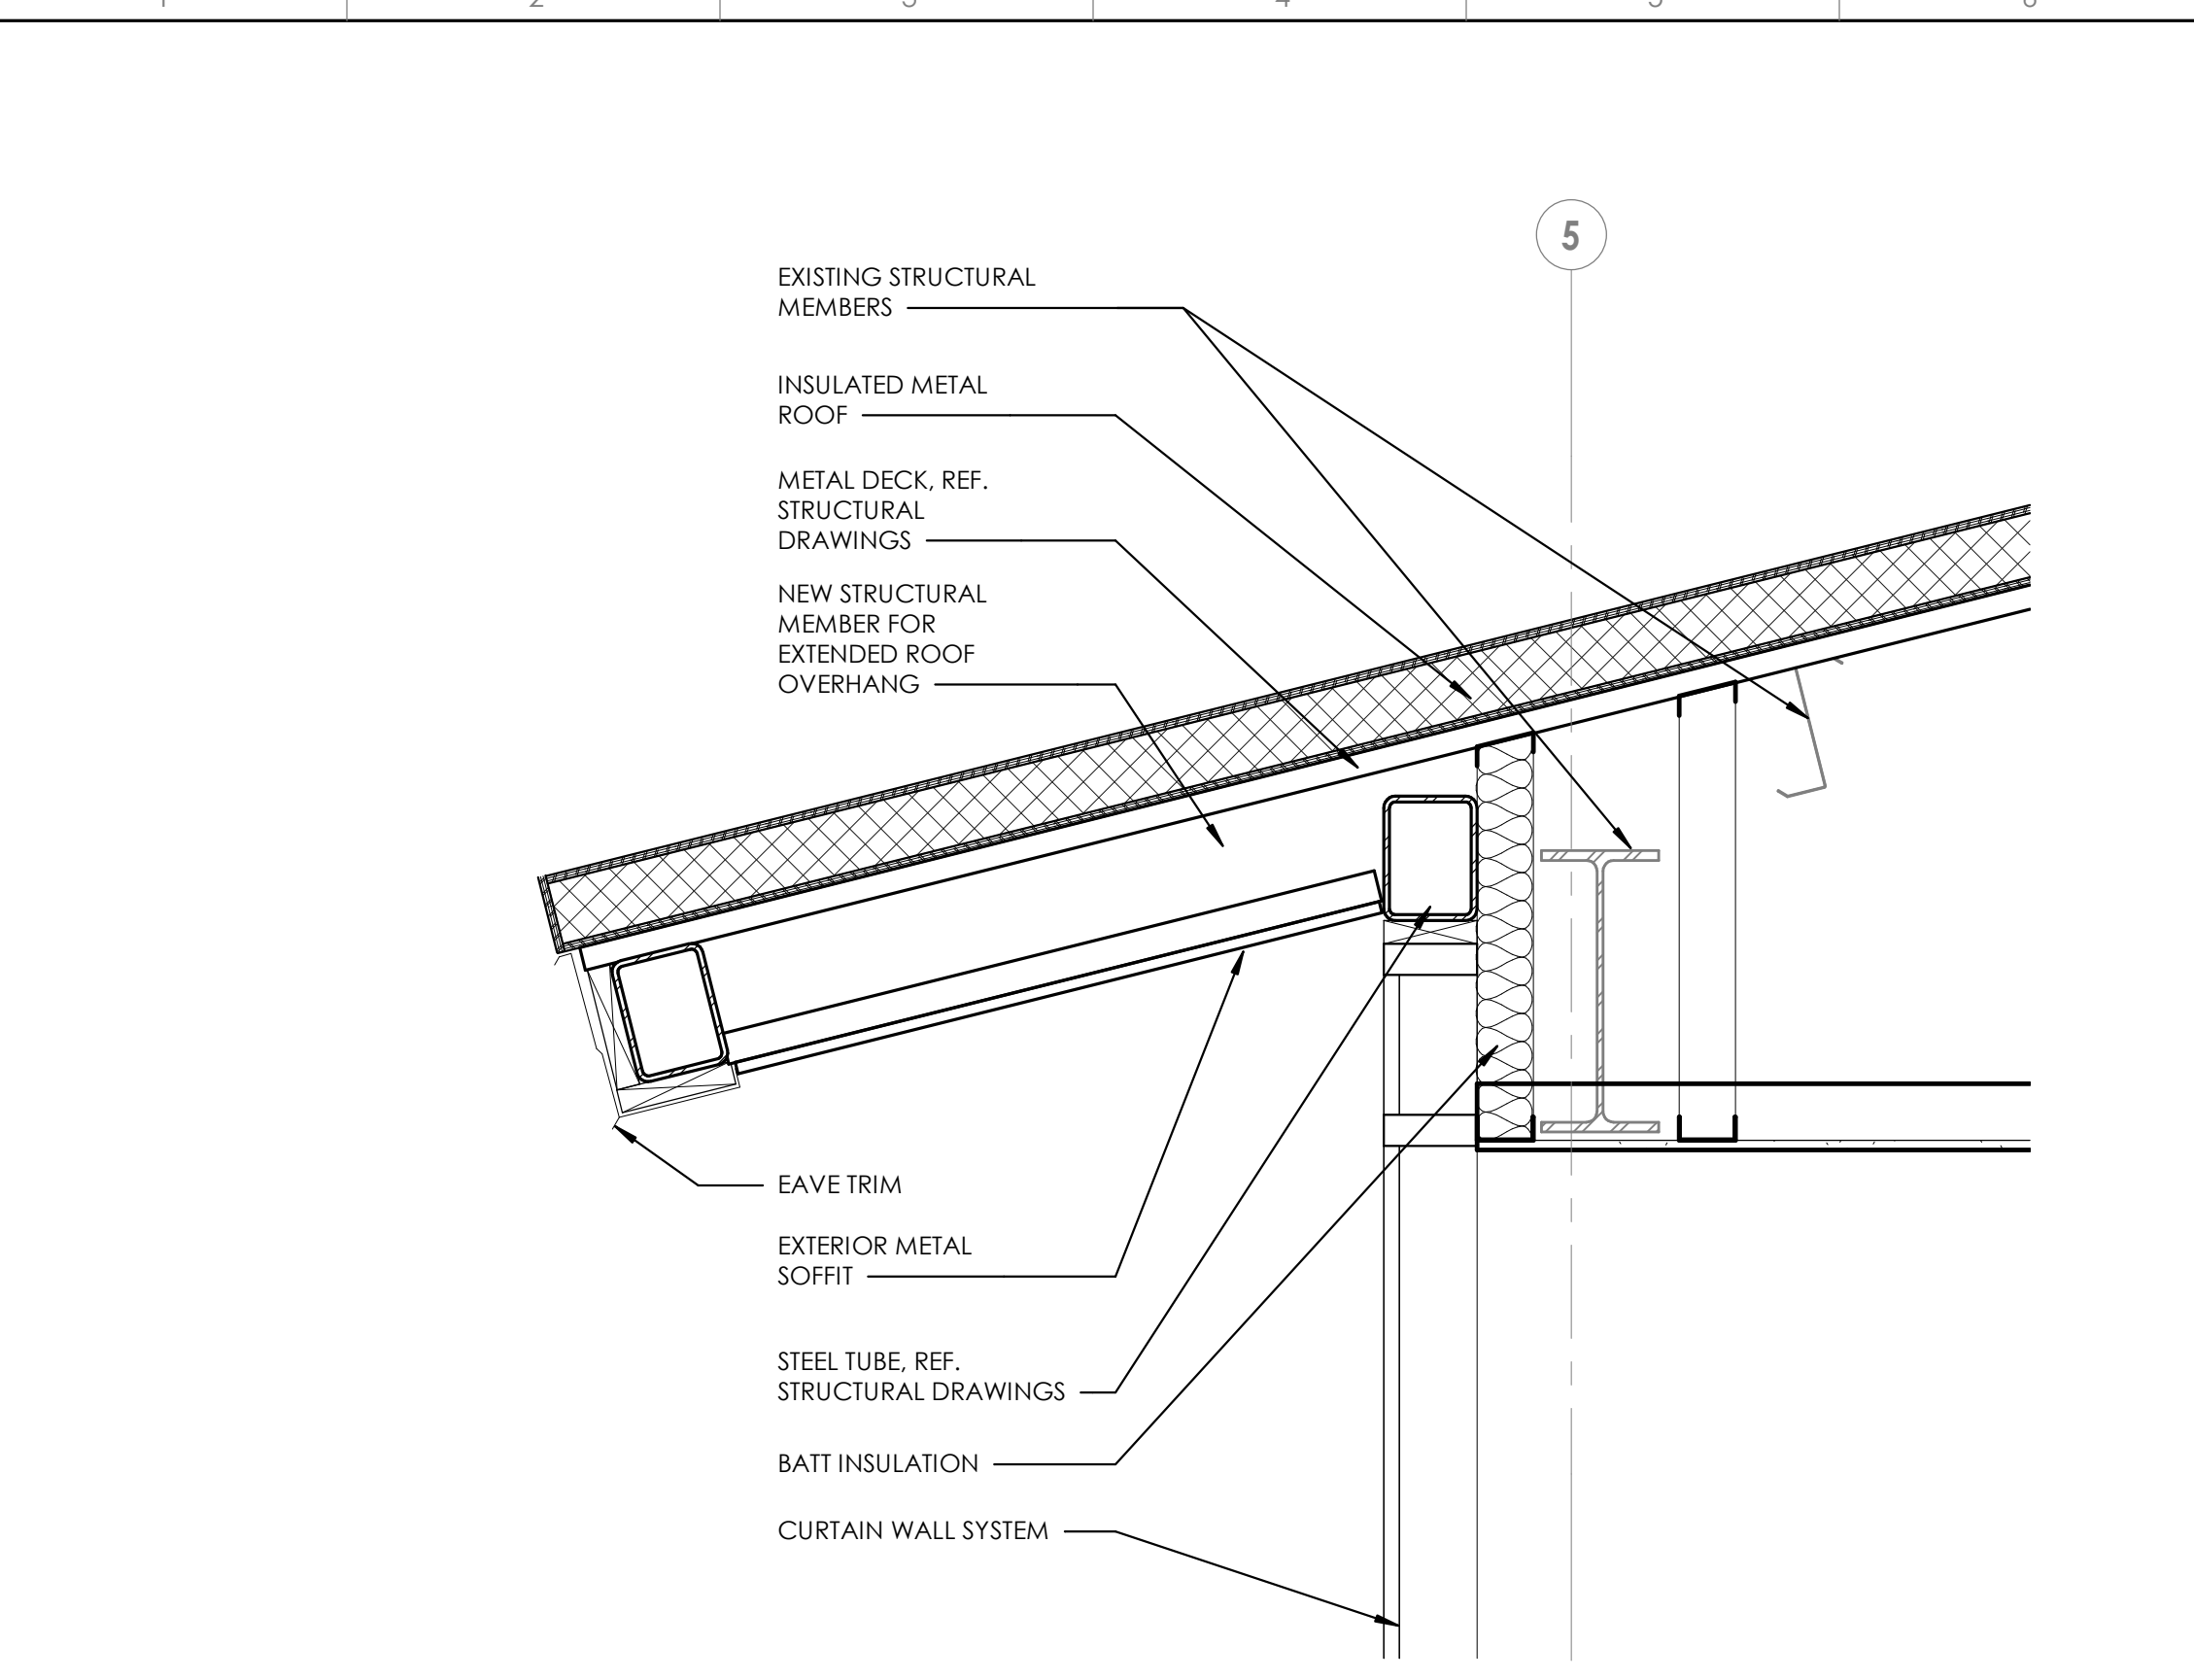 5
EXISTING STRUCTURAL
MEMBERS
INSULATED METAL
ROOF
METAL DECK, REF.
STRUCTURAL
DRAWINGS
NEW STRUCTURAL
MEMBER FOR
EXTENDED ROOF
OVERHANG
EAVE TRIM
EXTERIOR METAL
SOFFIT
STEEL TUBE, REF.
STRUCTURAL DRAWINGS
BATT INSULATION
CURTAIN WALL SYSTEM